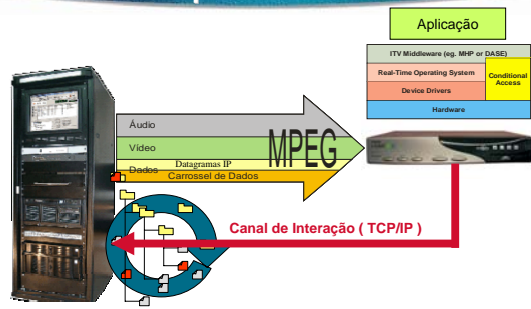 Aplicação
ITV Middleware (eg. MHP or DASE)
Real-Time Operating System
Conditional
Access
Device Drivers
Hardware
Áudio
Vídeo
Datagramas IP
Dados
Carrossel de Dados
MPEG
Canal de Interação ( TCP/IP )